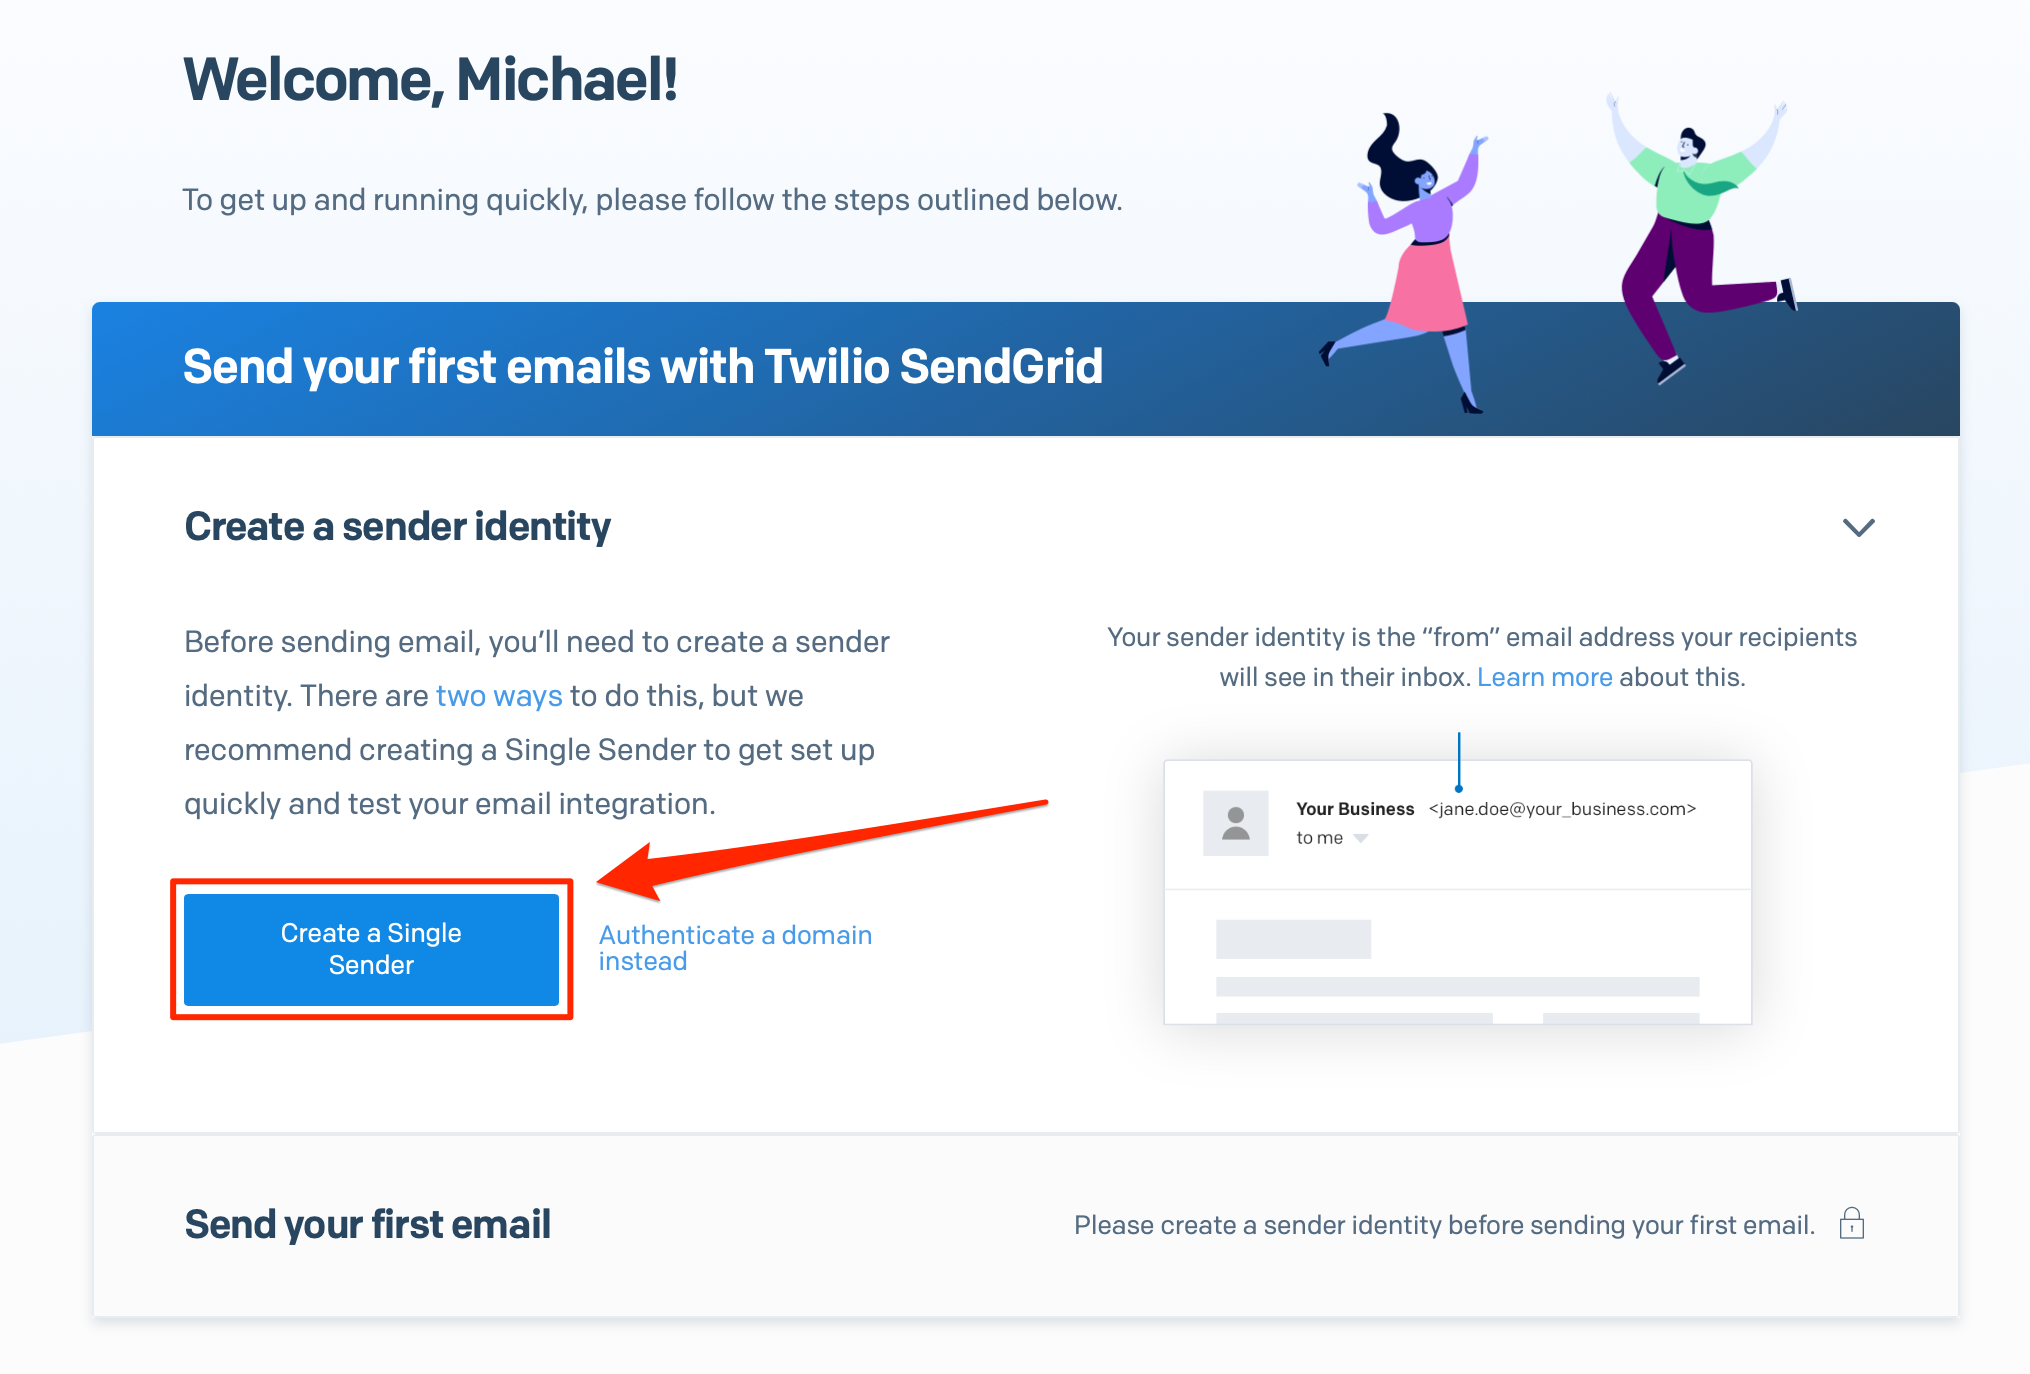 Welcome, Michael!
To get up and running quickly, please follow the steps outlined below.
Send your first emails with Twilio SendGrid
Create a sender identity
Before sending email, you’ll need to create a sender
identity. There are two ways to do this, but we
recommend creating a Single Sender to get set up
quickly and test your email integration.
Create a Single
Sender
Authenticate a domain
instead
Your sender identity is the “from” email address your recipients
will see in their inbox. Learn more about this.
Your Business <jane.doe@your_business.com>
to me
Send your first email
Please create a sender identity before sending your first email.